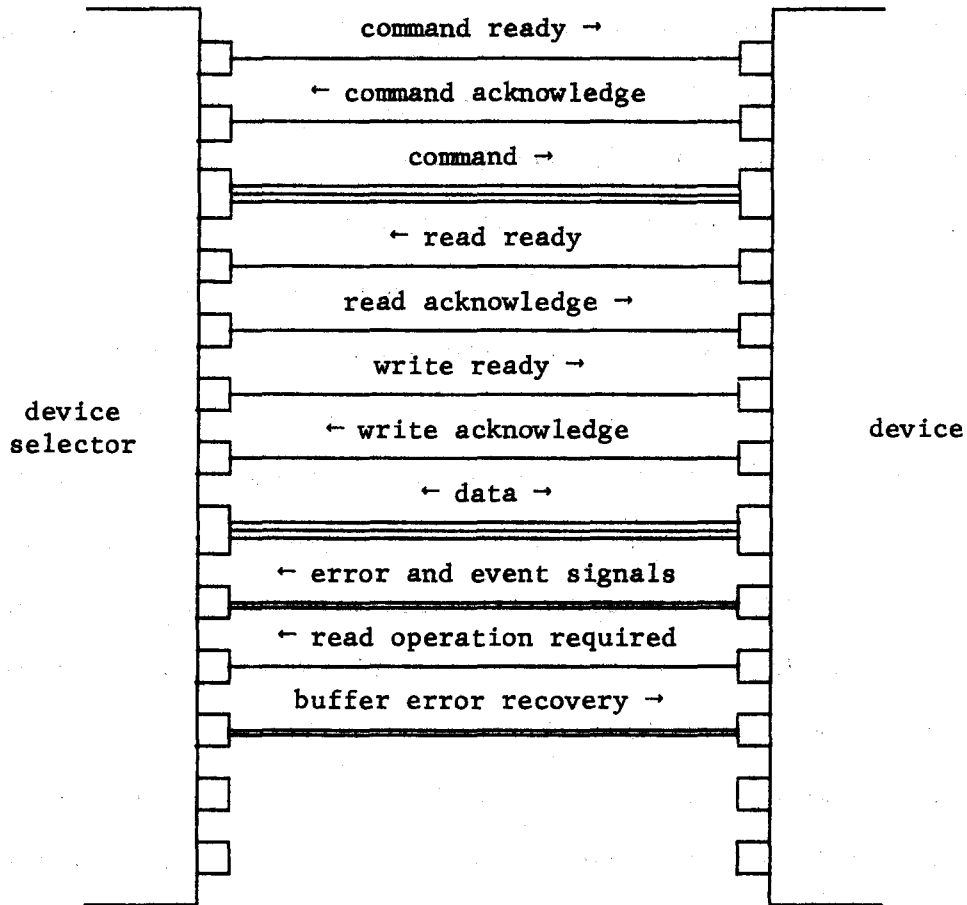 command ready →
← command acknowledge
command →
← read ready
read acknowledge →
write ready →
device
selector
← write acknowledge
device
← data →
← error and event signals
← read operation required
buffer error recovery →